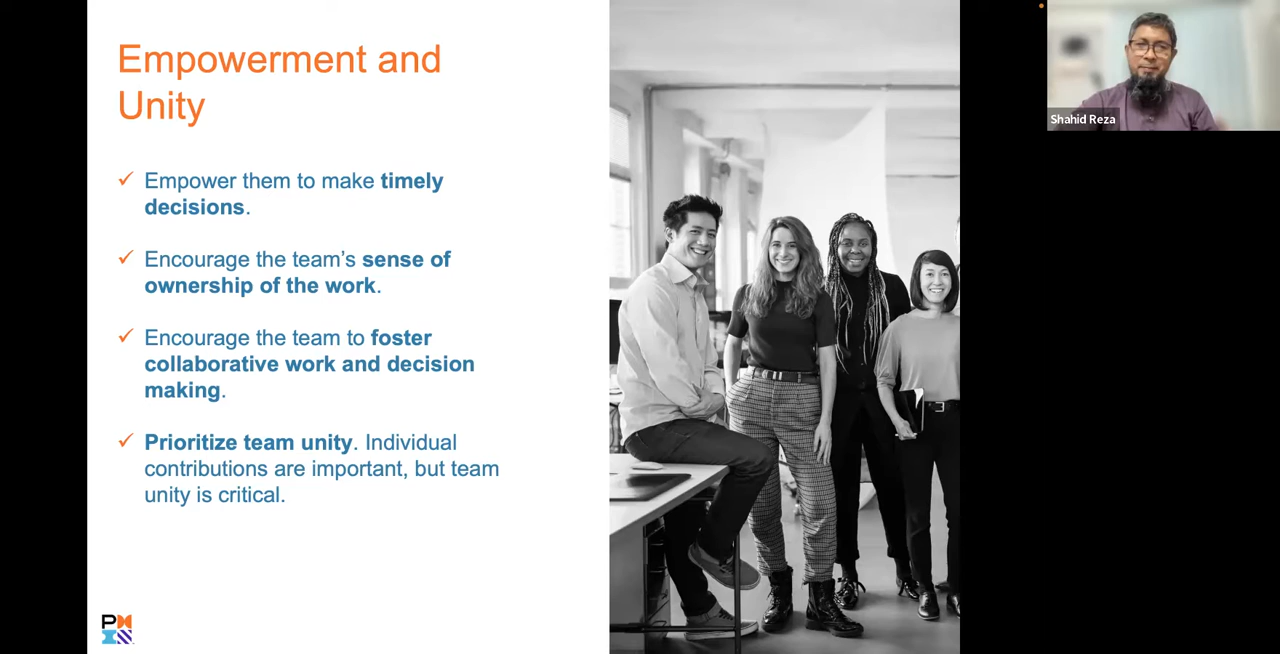 Empowerment and
Unity
✓ Empower them to make timely
decisions.
✓ Encourage the team’s sense of
ownership of the work.
✓ Encourage the team to foster
collaborative work and decision
making.
✓ Prioritize team unity. Individual
contributions are important, but team
unity is critical.
Shahid Reza